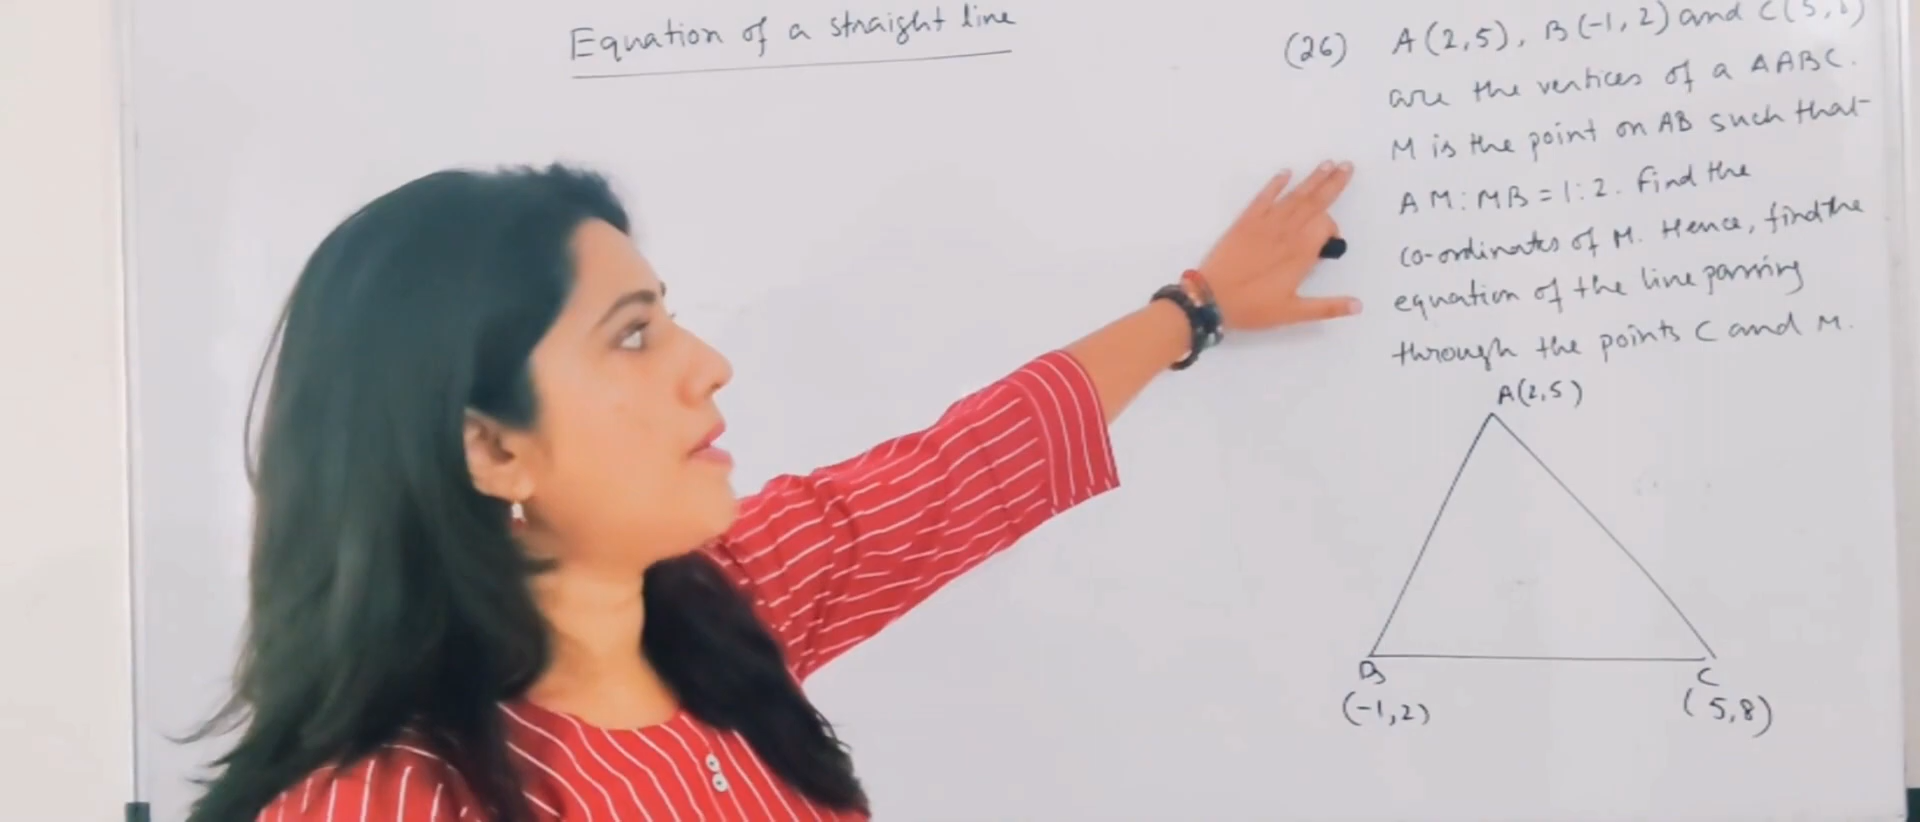 Equation of a straight line
(26) A(2,5), B(-1, 2) and C(5,8)
are the vertices of a ΔABC.
M is the point on AB such that
AM:MB = 1:2. Find the
co-ordinates of M. Hence, find the
equation of the line passing
through the points C and M.
A(2,5)
B C
(-1,2) (5,8)